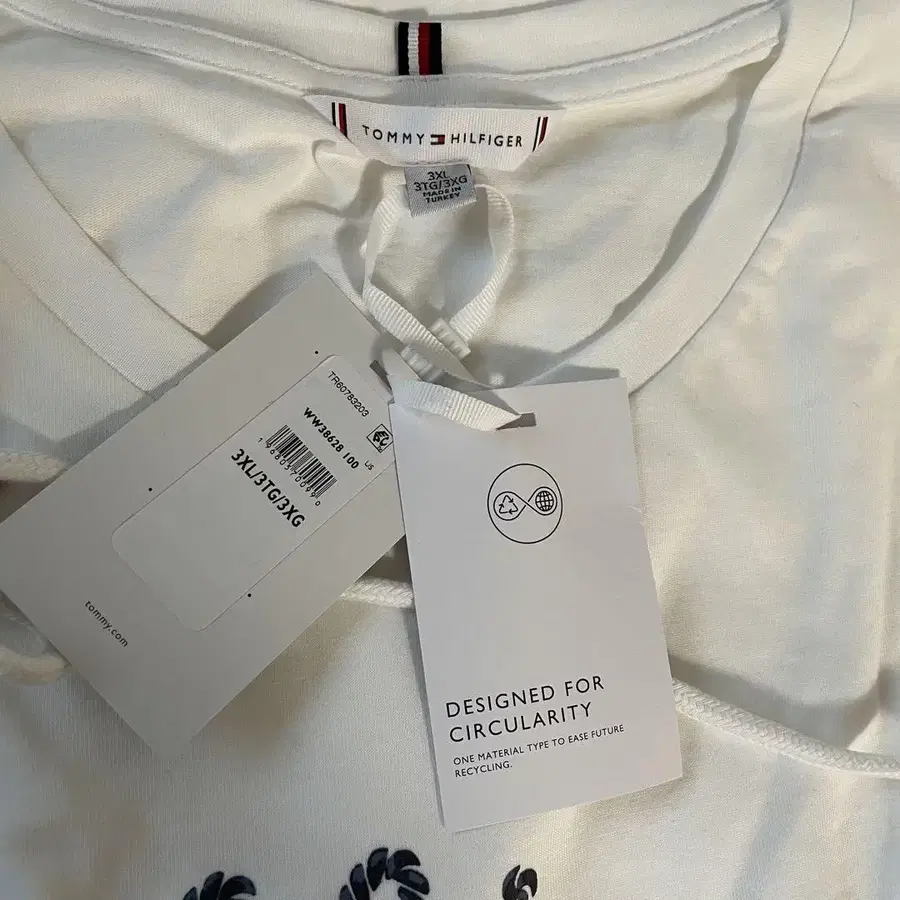 TOMMY HILFIGER
3XL
3TG/3XG
MADE IN
TURKEY
TR60783203
WW38628 100 US
3XL/3TG/3XG
tommy.com
DESIGNED FOR
CIRCULARITY
ONE MATERIAL TYPE TO EASE FUTURE
RECYCLING.